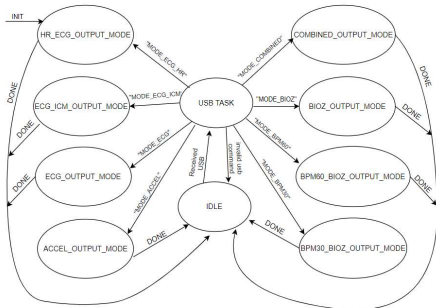 INIT
HR_ECG_OUTPUT_MODE
COMBINED_OUTPUT_MODE
"MODE_ECG_HR"
"MODE_COMBINED"
DONE
DONE
ECG_ICM_OUTPUT_MODE
"MODE_ECG_ICM"
USB TASK
"MODE_BIOZ"
BIOZ_OUTPUT_MODE
DONE
DONE
"MODE_ECG"
"MODE_BPM60"
ECG_OUTPUT_MODE
"MODE_ACCEL"
Received
USB
invalid usb
command
"MODE_BPM30"
BPM60_BIOZ_OUTPUT_MODE
DONE
DONE
IDLE
ACCEL_OUTPUT_MODE
DONE
DONE
BPM30_BIOZ_OUTPUT_MODE